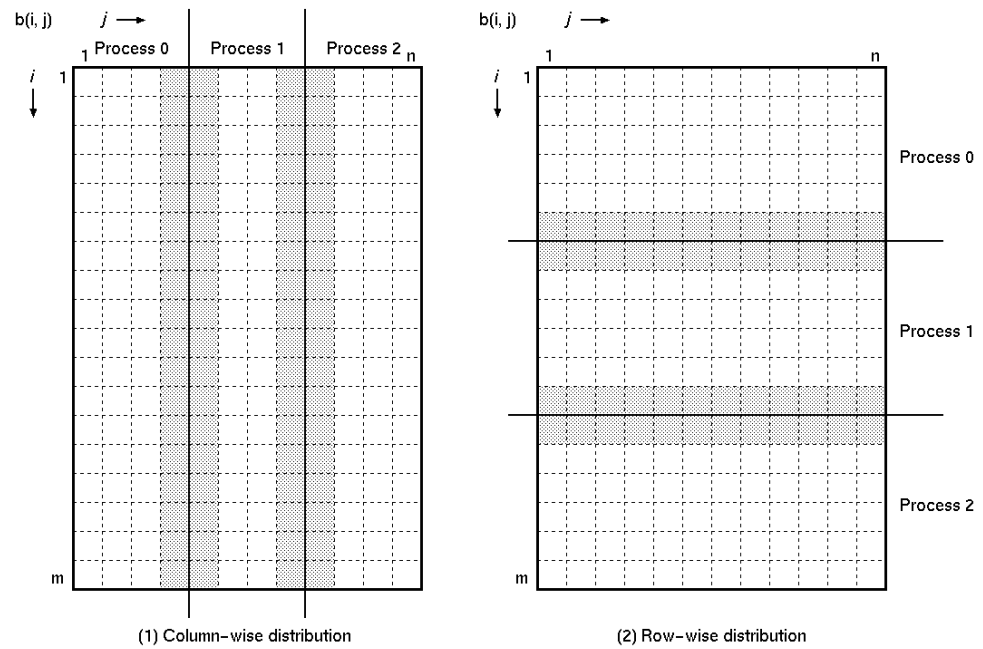 b(i, j) j
1 Process 0 Process 1 Process 2 n
i 1
m
(1) Column-wise distribution
b(i, j) j
1 n
i 1
Process 0
Process 1
Process 2
m
(2) Row-wise distribution